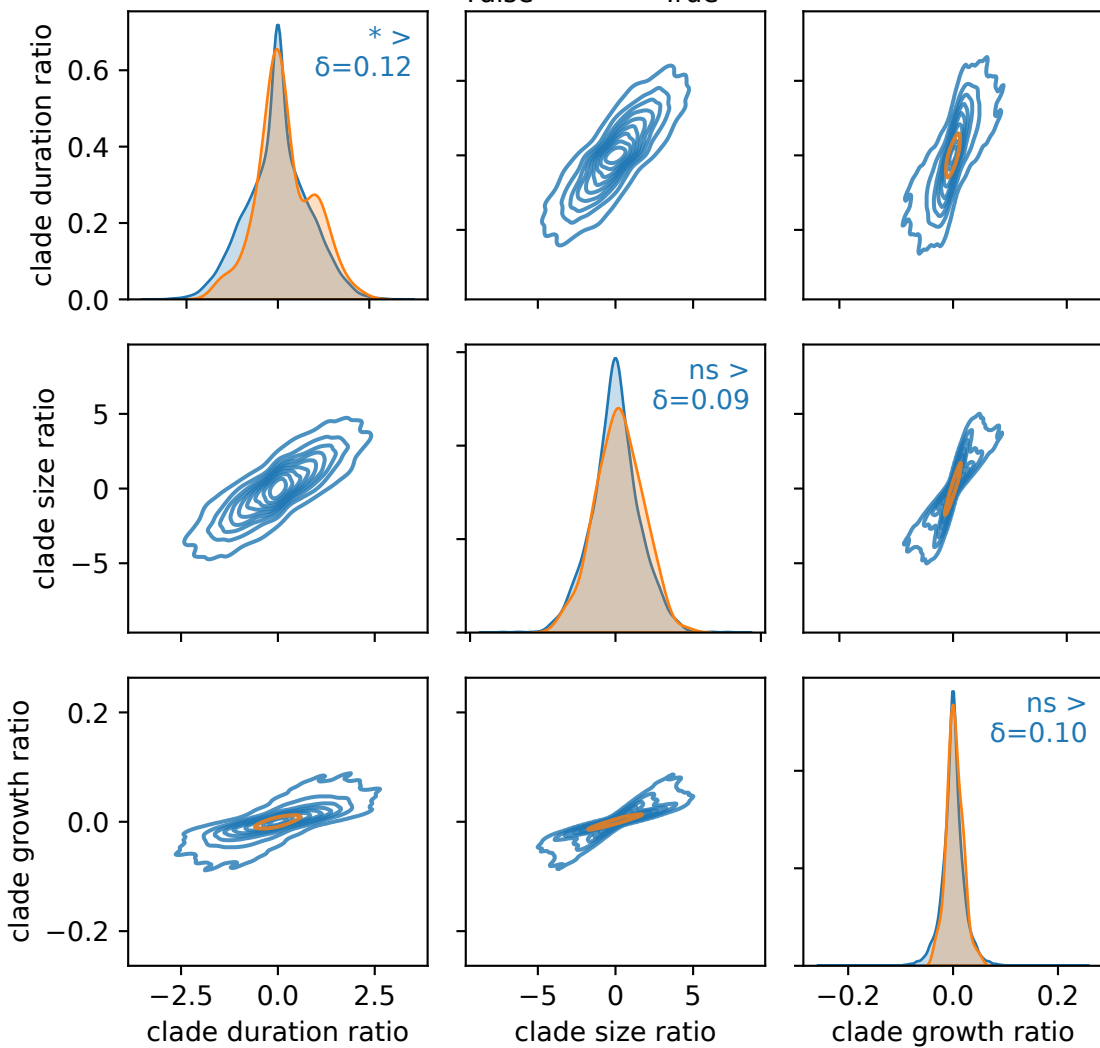 clade duration ratio
0.6
0.4
0.2
0.0
* >
δ=0.12
clade size ratio
5
0
−5
ns >
δ=0.09
clade growth ratio
0.2
0.0
−0.2
ns >
δ=0.10
−2.5 0.0 2.5
−5 0 5
−0.2 0.0 0.2
clade duration ratio
clade size ratio
clade growth ratio